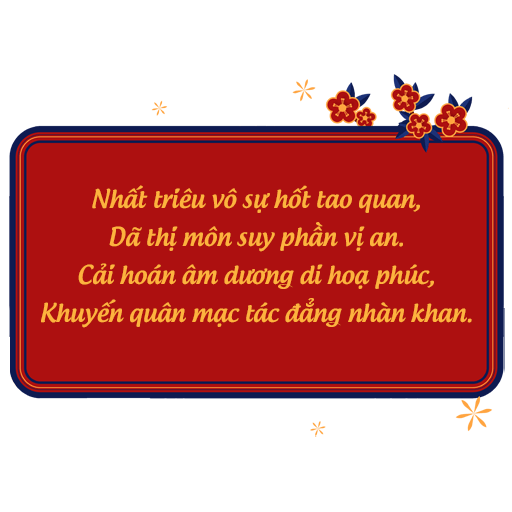 Nhất triêu vô sự hốt tao quan,
Dã thị môn suy phần vị an.
Cải hoán âm dương di hoạ phúc,
Khuyến quân mạc tác đẳng nhàn khan.